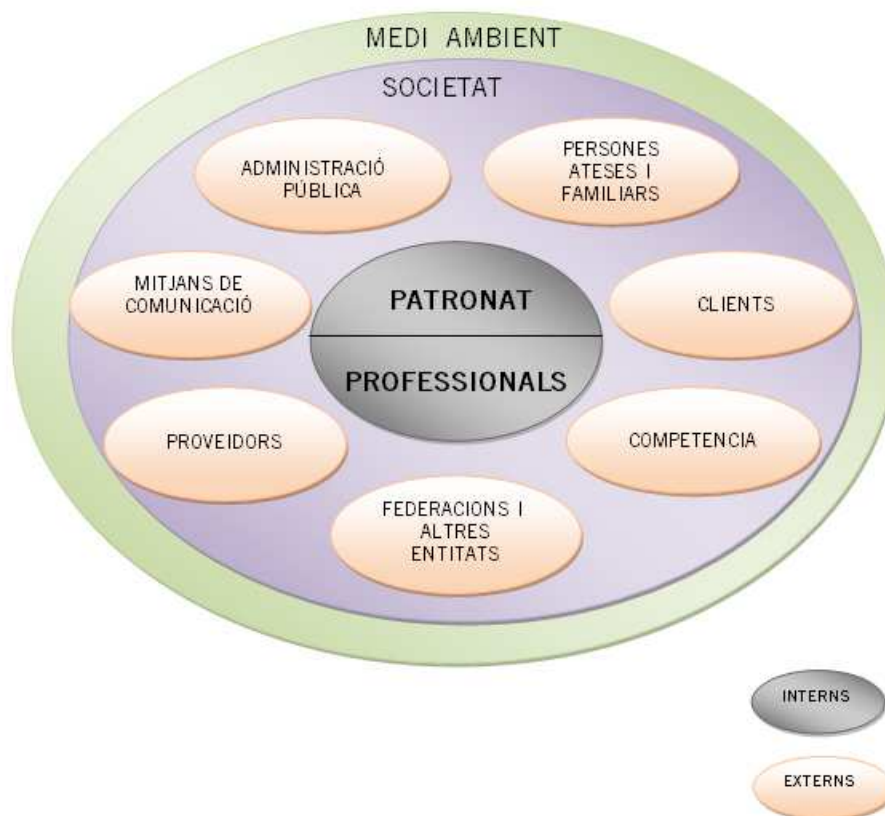 MEDI AMBIENT
SOCIETAT
ADMINISTRACIÓ
PÚBLICA
PERSONES
ATESES I
FAMILIARS
MITJANS DE
COMUNICACIÓ
PATRONAT
CLIENTS
PROFESSIONALS
PROVEIDORS
COMPETENCIA
FEDERACIONS I
ALTRES
ENTITATS
INTERNS
EXTERNS